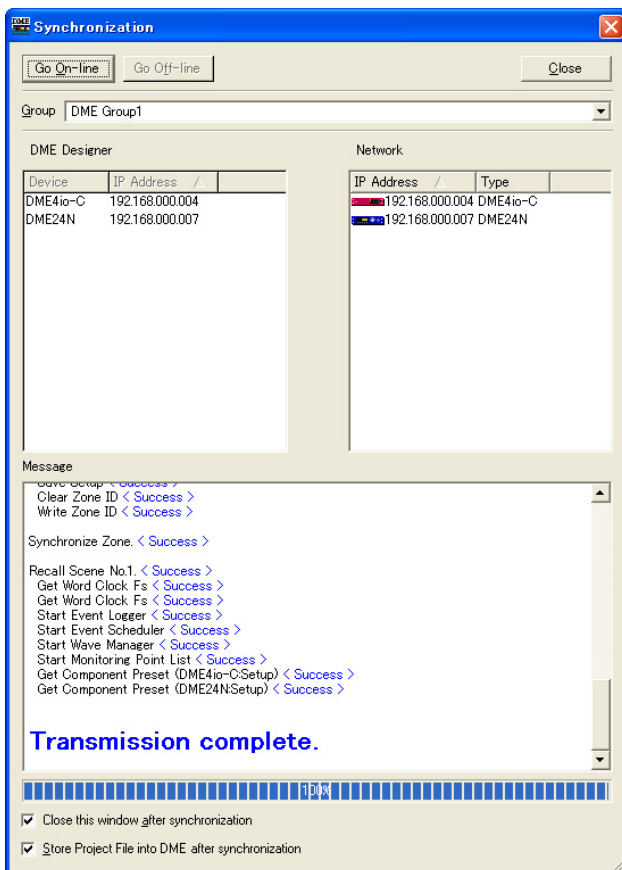 DME Synchronization
Go On-line Go Off-line Close
Group DME Group1
DME Designer Network
Device IP Address IP Address Type
DME4io-C 192.168.000.004 192.168.000.004 DME4io-C
DME24N 192.168.000.007 192.168.000.007 DME24N
Message
Save Setup < Success >
Clear Zone ID < Success >
Write Zone ID < Success >
Synchronize Zone. < Success >
Recall Scene No.1. < Success >
Get Word Clock Fs < Success >
Get Word Clock Fs < Success >
Start Event Logger < Success >
Start Event Scheduler < Success >
Start Wave Manager < Success >
Start Monitoring Point List < Success >
Get Component Preset (DME4io-C:Setup) < Success >
Get Component Preset (DME24N:Setup) < Success >
Transmission complete.
100%
Close this window after synchronization
Store Project File into DME after synchronization